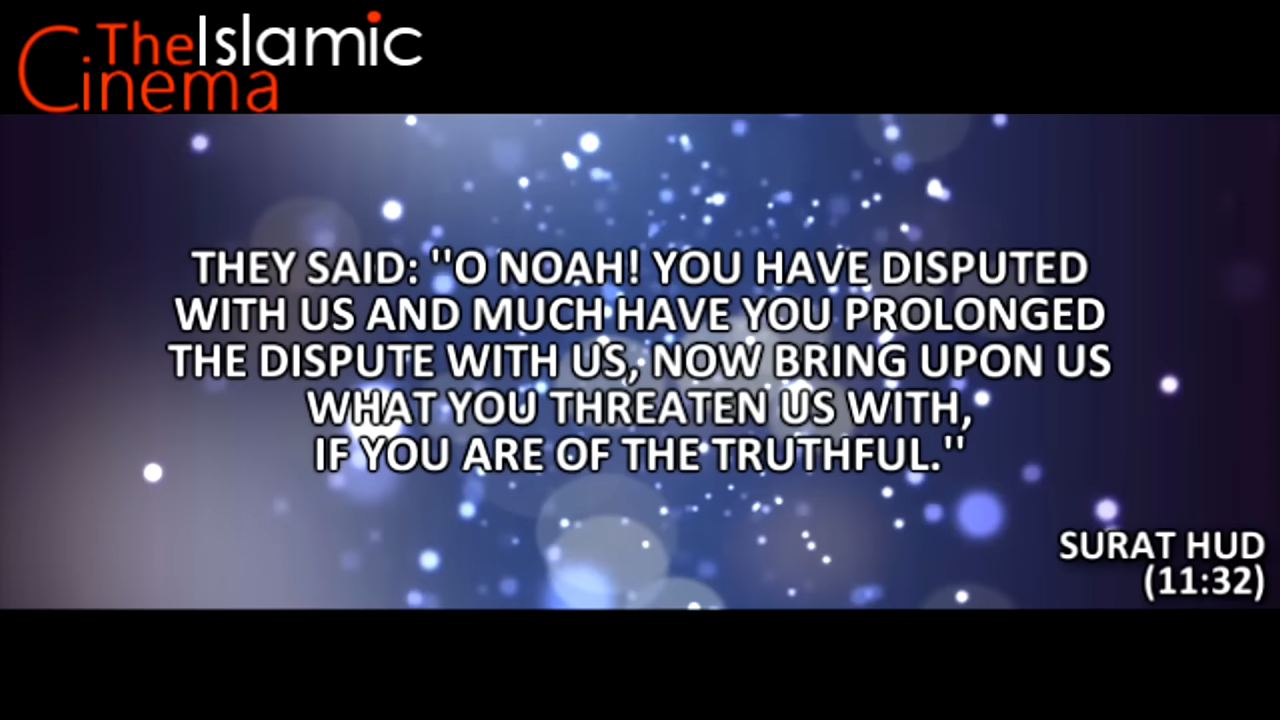 TheIslamic
Cinema
THEY SAID: "O NOAH! YOU HAVE DISPUTED
WITH US AND MUCH HAVE YOU PROLONGED
THE DISPUTE WITH US, NOW BRING UPON US
WHAT YOU THREATEN US WITH,
IF YOU ARE OF THE TRUTHFUL."
SURAT HUD
(11:32)